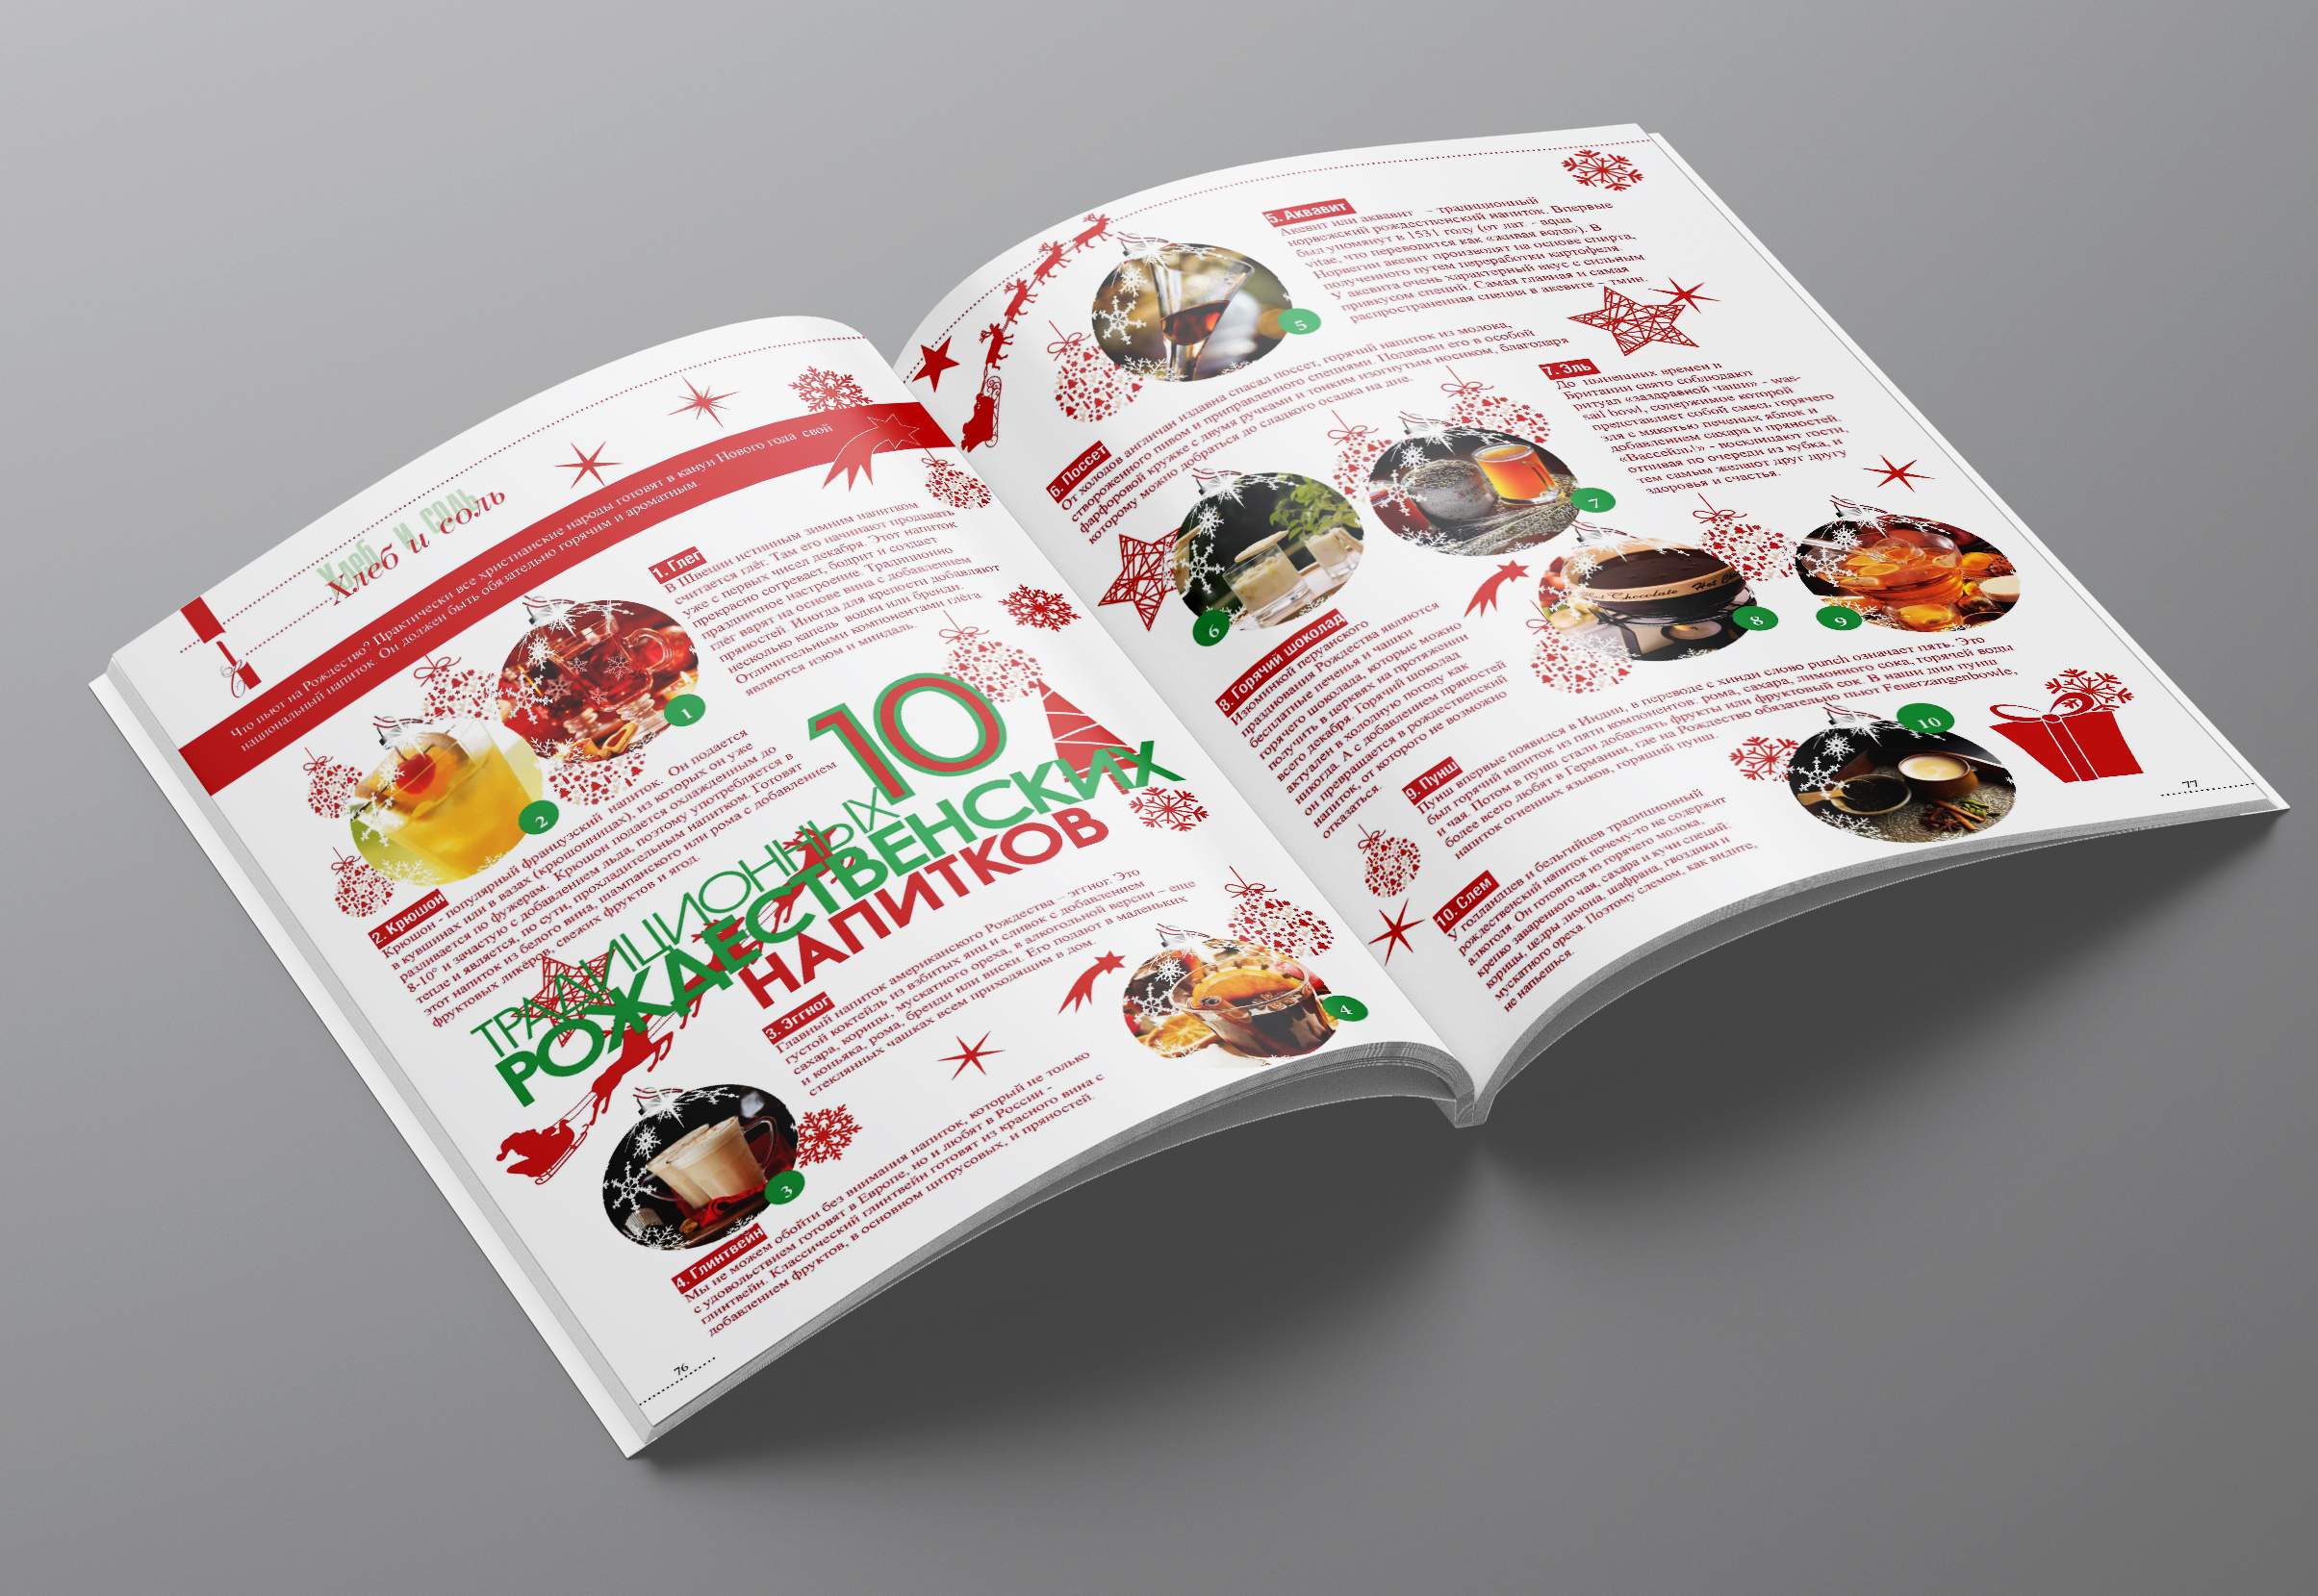 Хлеб и соль
Хлеб и соль
Что пьют на Рождество? Практически все христианские народы готовят в канун Нового года свой
национальный напиток. Он должен быть обязательно горячим и ароматным.
1. Глег
В Швеции истинным зимним напитком
считается глёг. Там его начинают продавать
уже с первых чисел декабря. Этот напиток
прекрасно согревает, бодрит и создает
праздничное настроение. Традиционно
глёг варят на основе вина с добавлением
пряностей. Иногда для крепости добавляют
несколько капель водки или бренди.
Отличительными компонентами глёга
являются изюм и миндаль.
1
2
2. Крюшон
Крюшон - популярный французский напиток. Он подается
в кувшинах или в вазах (крюшонницах), из которых он уже
разливается по фужерам. Крюшон подается охлажденным до
8-10° и зачастую с добавлением льда, поэтому употребляется в
тепле и является, по сути, прохладительным напитком. Готовят
этот напиток из белого вина, шампанского или рома с добавлением
фруктовых ликёров, свежих фруктов и ягод.
10
ТРАДИЦИОННЫХ
РОЖДЕСТВЕНСКИХ
НАПИТКОВ
3. Эггног
Главный напиток американского Рождества – эггног. Это
густой коктейль из взбитых яиц и сливок с добавлением
сахара, корицы, мускатного ореха, в алкогольной версии – еще
и коньяка, рома, бренди или виски. Его подают в маленьких
стеклянных чашках всем приходящим в дом.
3
4
4. Глинтвейн
Мы не можем обойти без внимания напиток, который не только
с удовольствием готовят в Европе, но и любят в России -
глинтвейн. Классический глинтвейн готовят из красного вина с
добавлением фруктов, в основном цитрусовых, и пряностей.
76
5. Аквавит
Акевит или аквавит – традиционный
норвежский рождественский напиток. Впервые
был упомянут в 1531 году (от лат. - aqua
vitae, что переводится как «живая вода»). В
Норвегии акевит производят на основе спирта,
полученного путем переработки картофеля.
У акевита очень характерный вкус с сильным
привкусом специй. Самая главная и самая
распространенная специя в акевите – тмин.
5
6. Поссет
От холодов англичан издавна спасал поссет, горячий напиток из молока,
створоженного пивом и приправленного специями. Подавали его в особой
фарфоровой кружке с двумя ручками и тонким изогнутым носиком, благодаря
которому можно добраться до сладкого осадка на дне.
6
7. Эль
До нынешних времен в
Британии свято соблюдают
ритуал «заздравной чаши» - was-
sail bowl, содержимое которой
представляет собой смесь горячего
эля с мякотью печеных яблок и
добавлением сахара и пряностей.
«Вассейл!» - восклицают гости,
отпивая по очереди из кубка, и
тем самым желают друг другу
здоровья и счастья.
7
8. Горячий шоколад
Изюминкой перуанского
празднования Рождества являются
бесплатные печенья и чашки
горячего шоколада, которые можно
получить в церквях на протяжении
всего декабря. Горячий шоколад
актуален в холодную погоду как
никогда. А с добавлением пряностей
он превращается в рождественский
напиток, от которого не возможно
отказаться.
Hot Chocolate
Hot Ch
8
9
9. Пунш
Пунш впервые появился в Индии, в переводе с хинди слово punch означает пять. Это
был горячий напиток из пяти компонентов: рома, сахара, лимонного сока, горячей воды
и чая. Потом в пунш стали добавлять фрукты или фруктовый сок. В наши дни пунш
более всего любят в Германии, где на Рождество обязательно пьют Feuerzangenbowle,
напиток огненных языков, горящий пунш.
10
10. Слем
У голландцев и бельгийцев традиционный
рождественский напиток почему-то не содержит
алкоголя. Он готовится из горячего молока,
крепко заваренного чая, сахара и кучи специй:
корицы, цедры лимона, шафрана, гвоздики и
мускатного ореха. Поэтому слемом, как видите,
не напьешься.
77